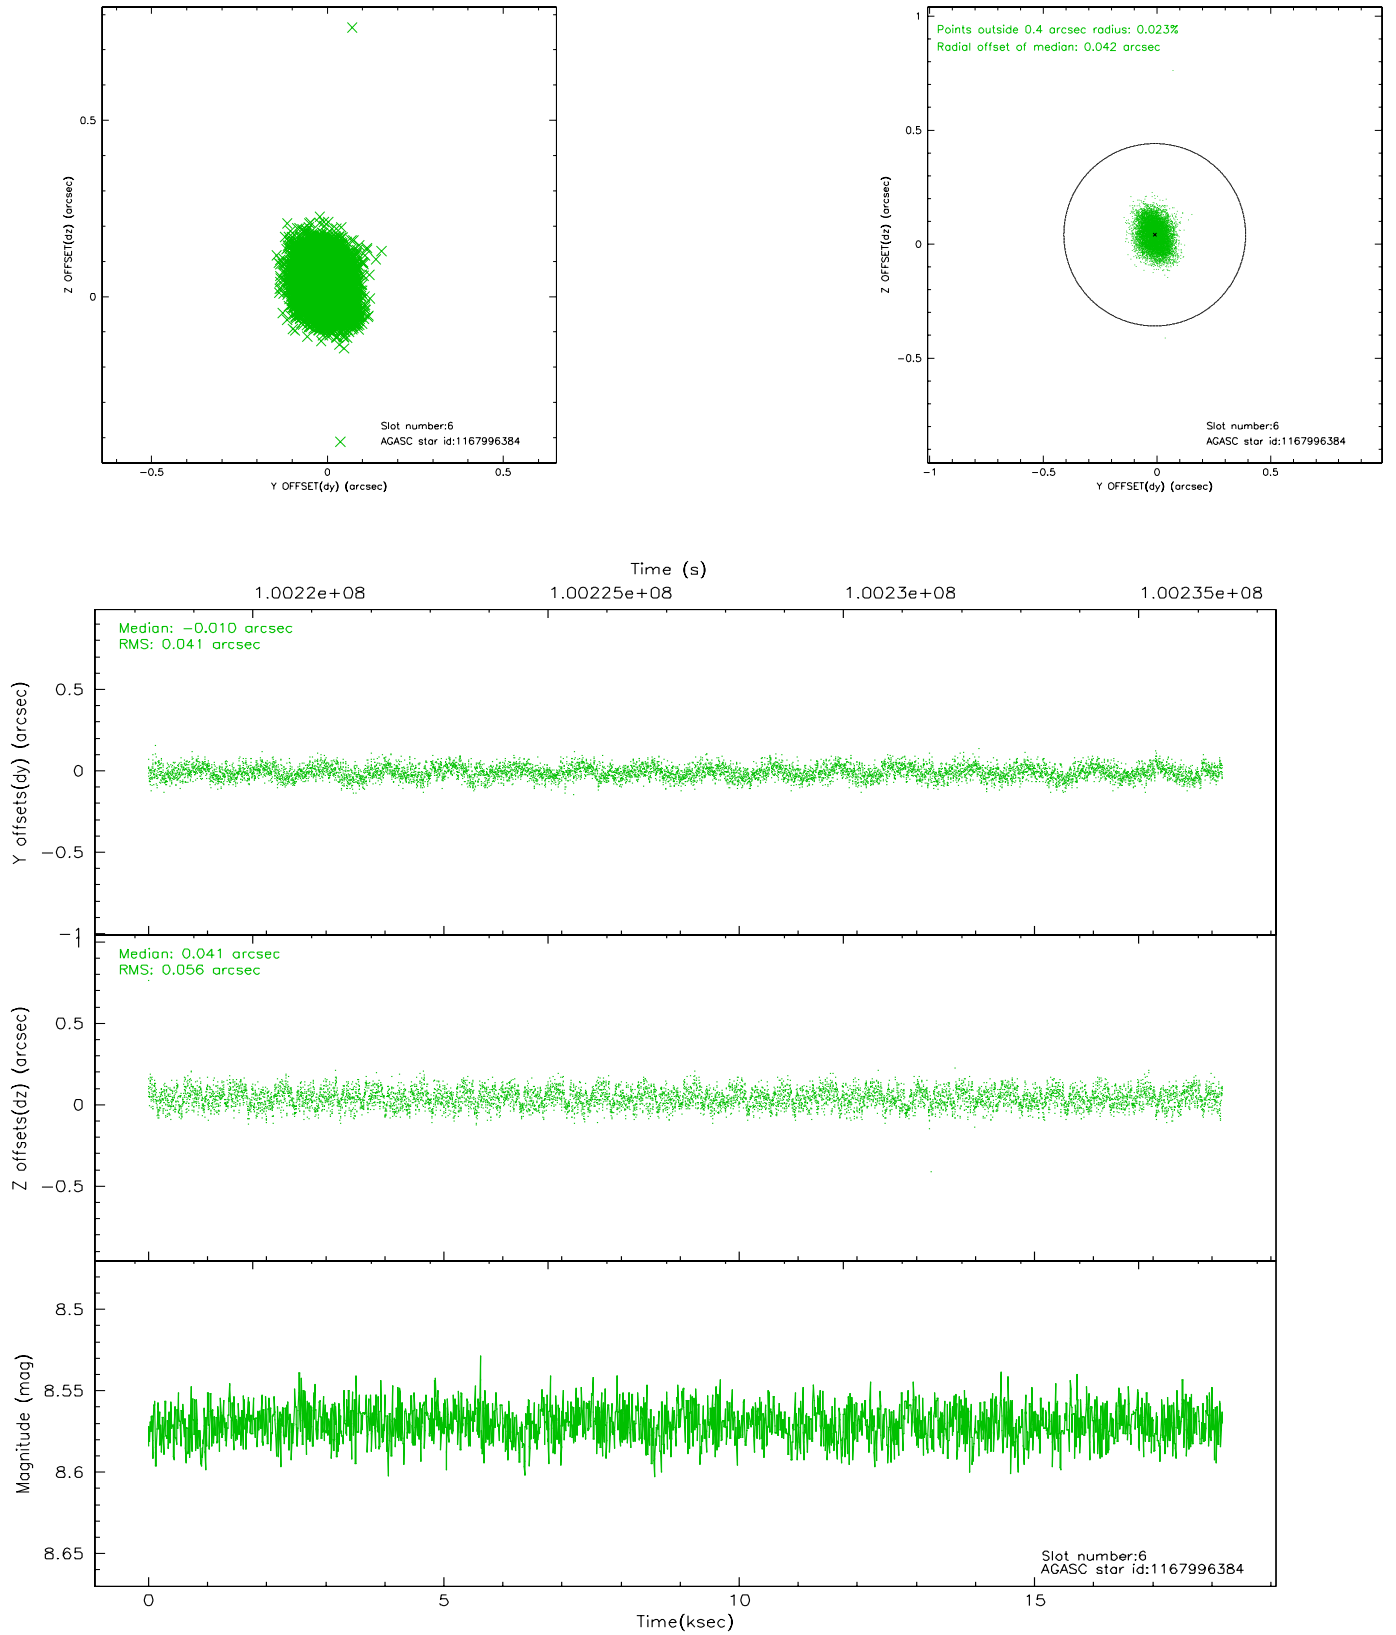 0.5
0
Z OFFSET(dz) (arcsec)
Slot number:6
AGASC star id:1167996384
-0.5 0 0.5
Y OFFSET(dy) (arcsec)
Points outside 0.4 arcsec radius: 0.023%
Radial offset of median: 0.042 arcsec
1
0.5
0
-0.5
Z OFFSET(dz) (arcsec)
Slot number:6
AGASC star id:1167996384
-1 -0.5 0 0.5
Y OFFSET(dy) (arcsec)
Time (s)
1.0022e+08 1.00225e+08 1.0023e+08 1.00235e+08
Median: -0.010 arcsec
RMS: 0.041 arcsec
0.5
0
-0.5
-1
Y offsets(dy) (arcsec)
Median: 0.041 arcsec
RMS: 0.056 arcsec
1
0.5
0
-0.5
Z offsets(dz) (arcsec)
8.5
8.55
8.6
8.65
Magnitude (mag)
Slot number:6
AGASC star id:1167996384
0 5 10 15
Time(ksec)